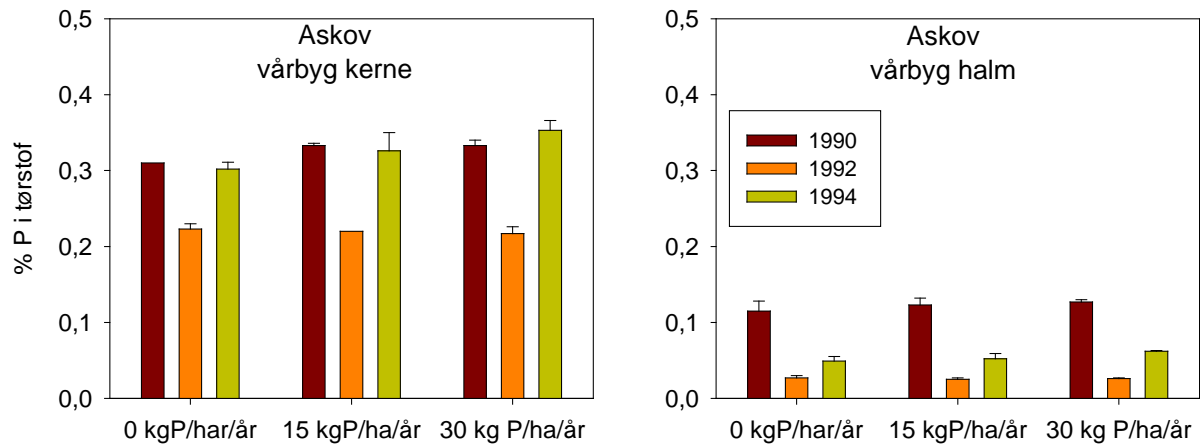 Askov
vårbyg kerne
% P i tørstof
0,5
0,4
0,3
0,2
0,1
0,0
0 kgP/har/år 15 kgP/ha/år 30 kg P/ha/år
Askov
vårbyg halm
1990
1992
1994
0,5
0,4
0,3
0,2
0,1
0,0
0 kgP/har/år 15 kgP/ha/år 30 kg P/ha/år